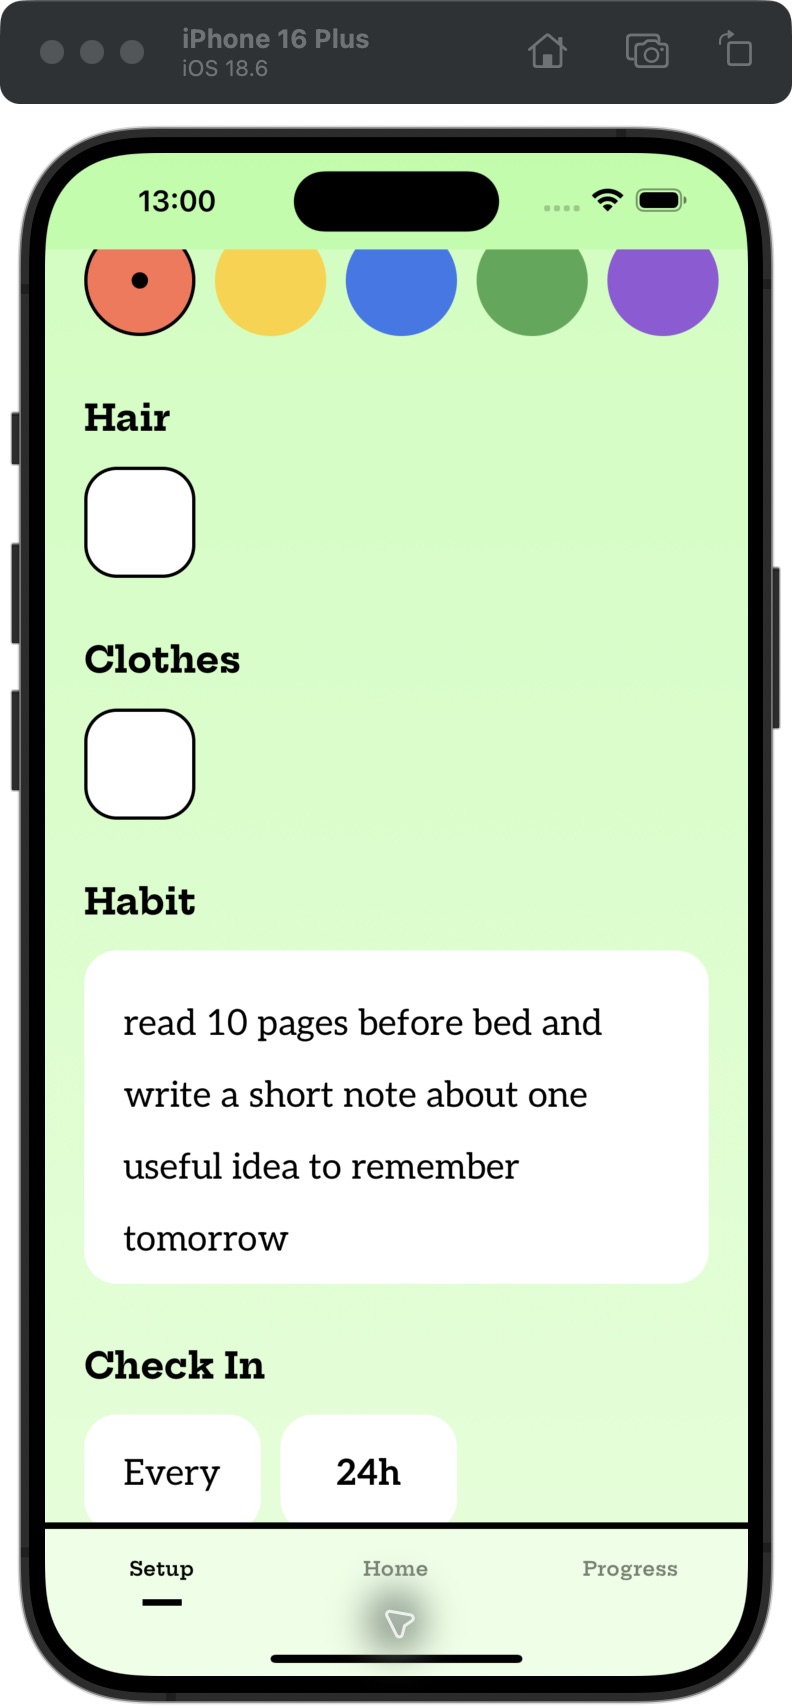 iPhone 16 Plus
iOS 18.6
13:00
Hair
Clothes
Habit
read 10 pages before bed and
write a short note about one
useful idea to remember
tomorrow
Check In
Every 24h
Setup Home Progress